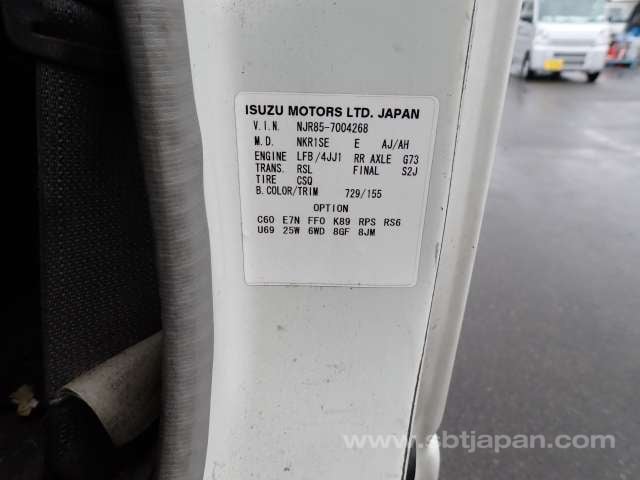 ISUZU MOTORS LTD. JAPAN
V.I.N. NJR85-7004268
M.D. NKR1SE E AJ/AH
ENGINE LFB/4JJ1 RR AXLE G73
TRANS. RSL FINAL S2J
TIRE CSQ
B.COLOR/TRIM 729/155
OPTION
C60 E7N FF0 K89 RPS RS6
U69 25W 6WD 8GF 8JM
www.sbtjapan.com/